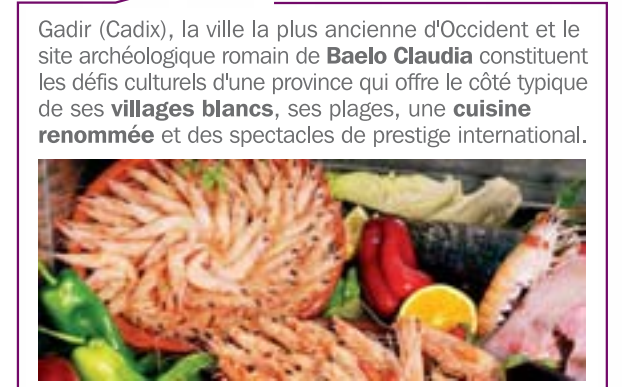 Gadir (Cadix), la ville la plus ancienne d'Occident et le
site archéologique romain de Baelo Claudia constituent
les défis culturels d'une province qui offre le côté typique
de ses villages blancs, ses plages, une cuisine
renommée et des spectacles de prestige international.